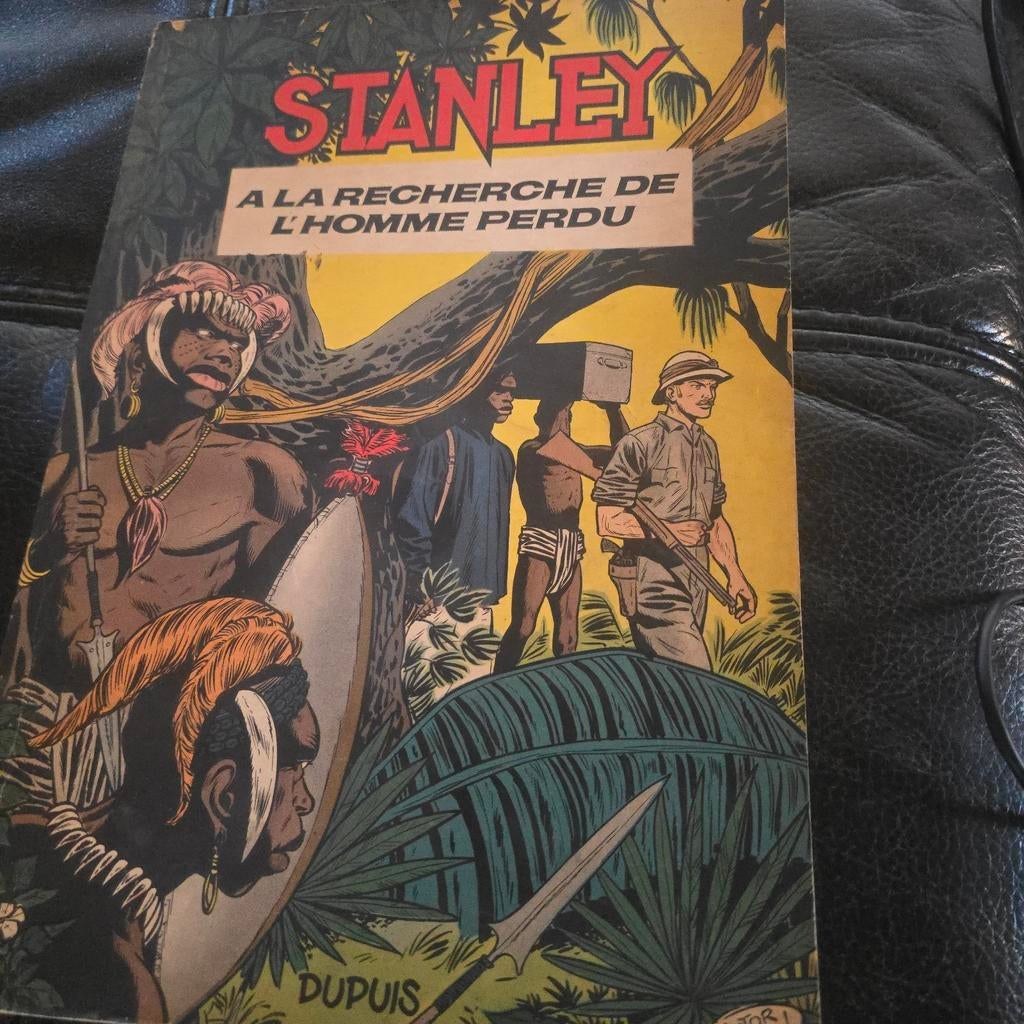 STANLEY
A LA RECHERCHE DE
L'HOMME PERDU
DUPUIS